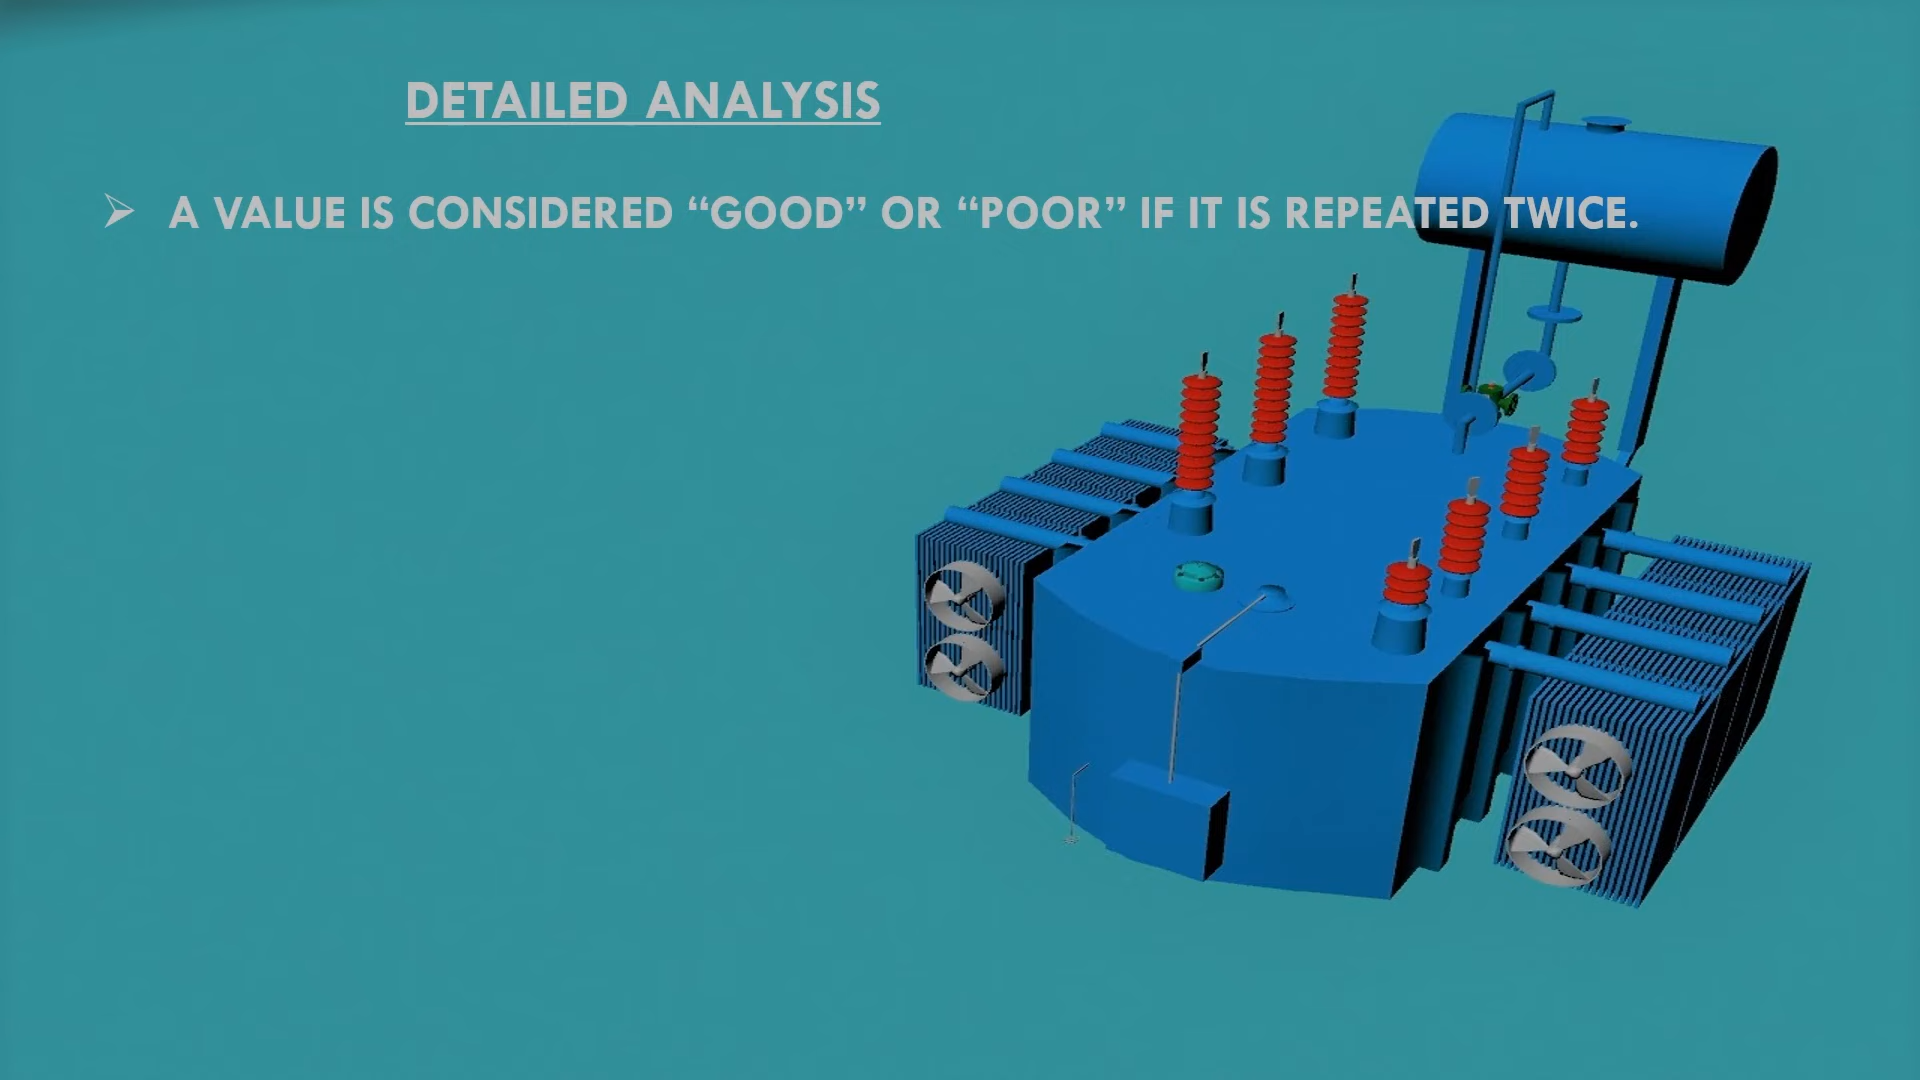 DETAILED ANALYSIS
➢ A VALUE IS CONSIDERED “GOOD” OR “POOR” IF IT IS REPEATED TWICE.